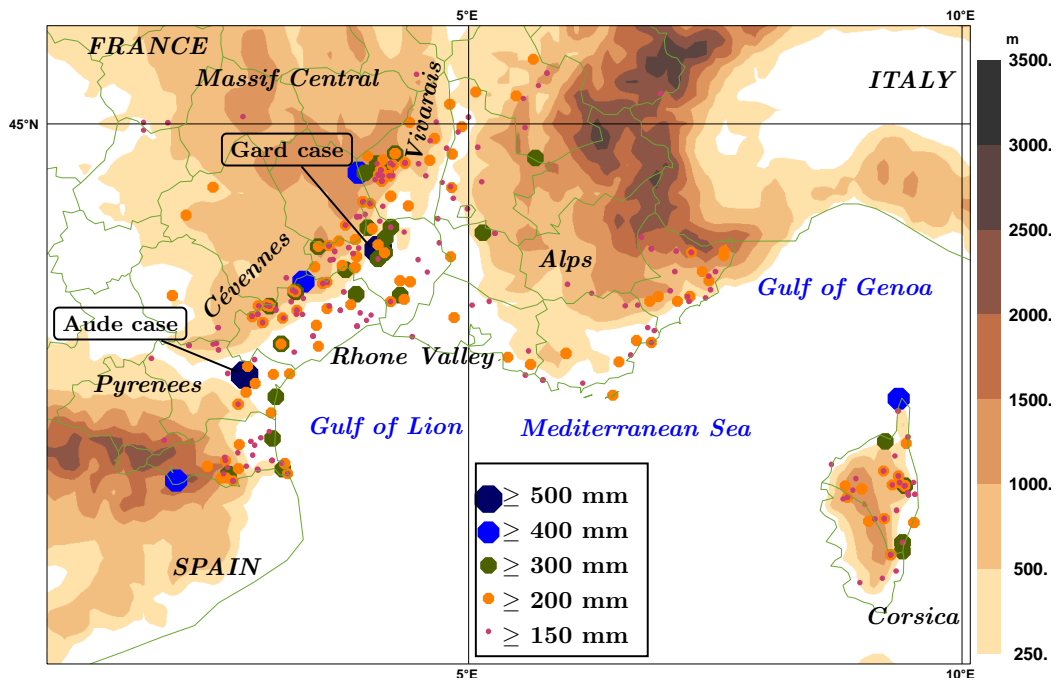 5°E
10°E
m
FRANCE
Massif Central
Vivarais
ITALY
3500.
45°N
3000.
Gard case
2500.
Cévennes
Alps
Gulf of Genoa
2000.
Aude case
Rhone Valley
Pyrenees
1500.
Gulf of Lion
Mediterranean Sea
1000.
≥ 500 mm
≥ 400 mm
≥ 300 mm
≥ 200 mm
≥ 150 mm
SPAIN
500.
Corsica
250.
5°E
10°E